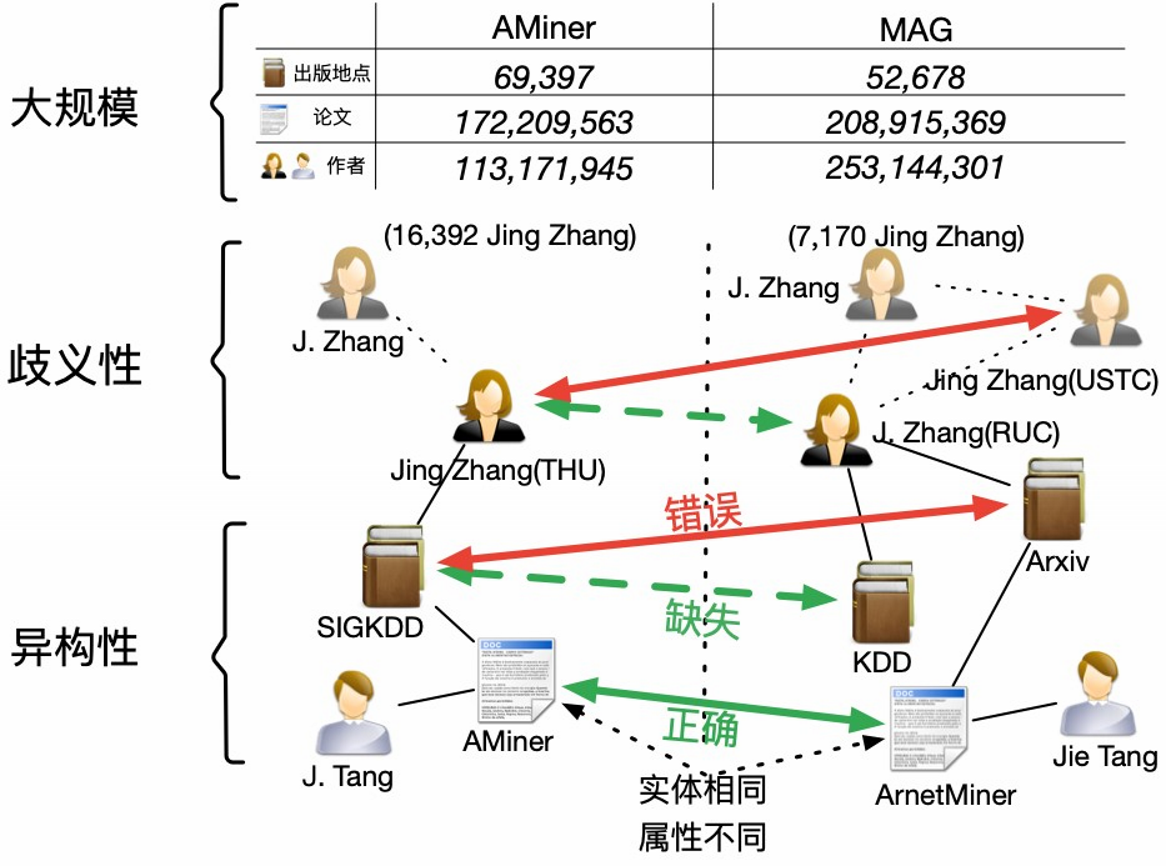 AMiner MAG
大规模
出版地点 69,397 52,678
论文 172,209,563 208,915,369
作者 113,171,945 253,144,301
(16,392 Jing Zhang) (7,170 Jing Zhang)
J. Zhang
J. Zhang
歧义性
Jing Zhang(USTC)
J. Zhang(RUC)
Jing Zhang(THU)
错误
Arxiv
缺失
SIGKDD
KDD
异构性
DOC
DOC
正确
AMiner
J. Tang
Jie Tang
ArnetMiner
实体相同
属性不同